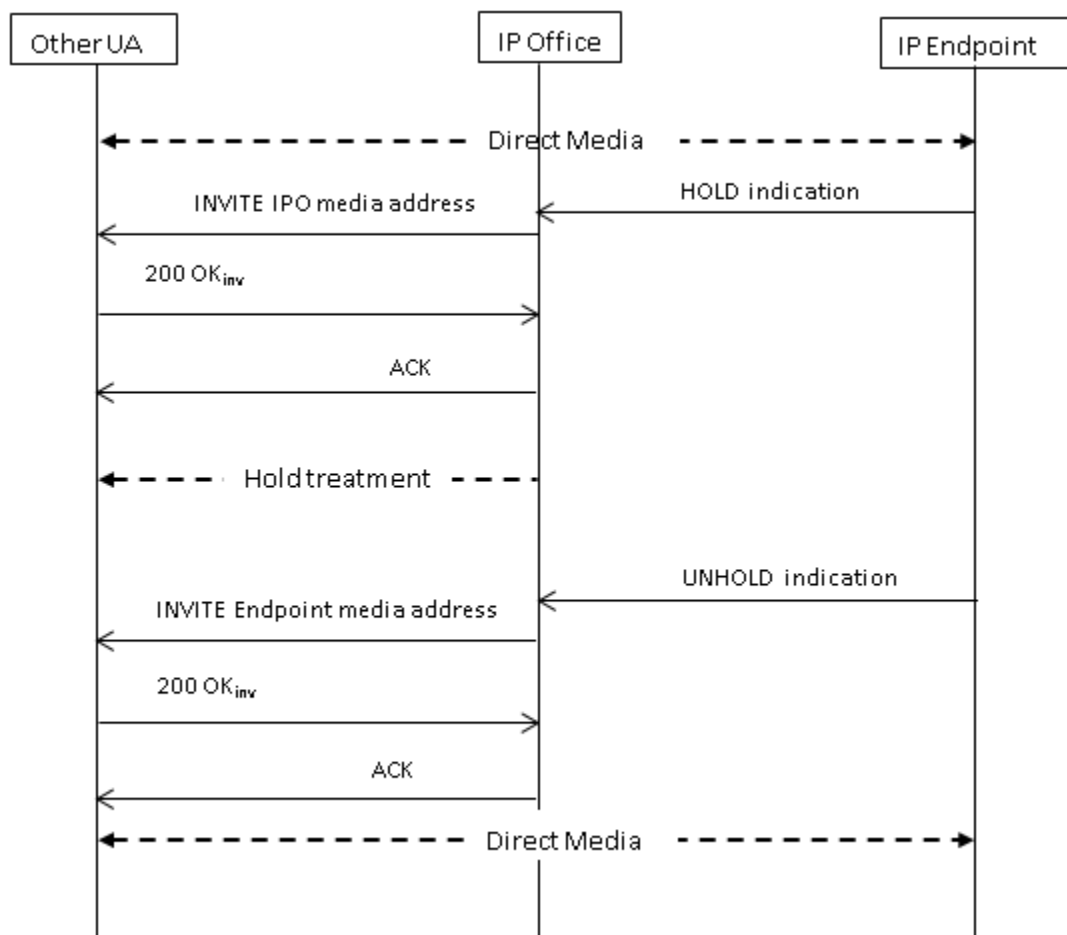 Other UA
IP Office
IP Endpoint
Direct Media
HOLD indication
INVITE IPO media address
200 OKinv
ACK
Hold treatment
UNHOLD indication
INVITE Endpoint media address
200 OKinv
ACK
Direct Media